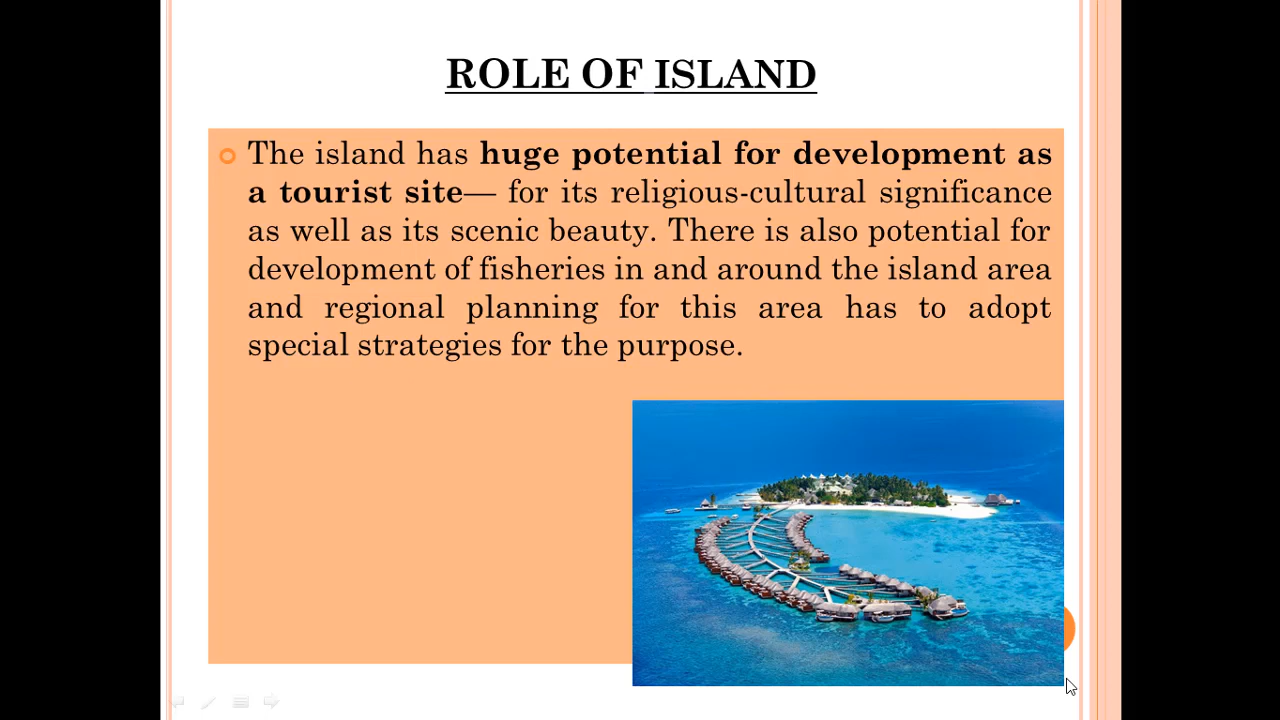 ROLE OF ISLAND
The island has huge potential for development as
a tourist site— for its religious-cultural significance
as well as its scenic beauty. There is also potential for
development of fisheries in and around the island area
and regional planning for this area has to adopt
special strategies for the purpose.